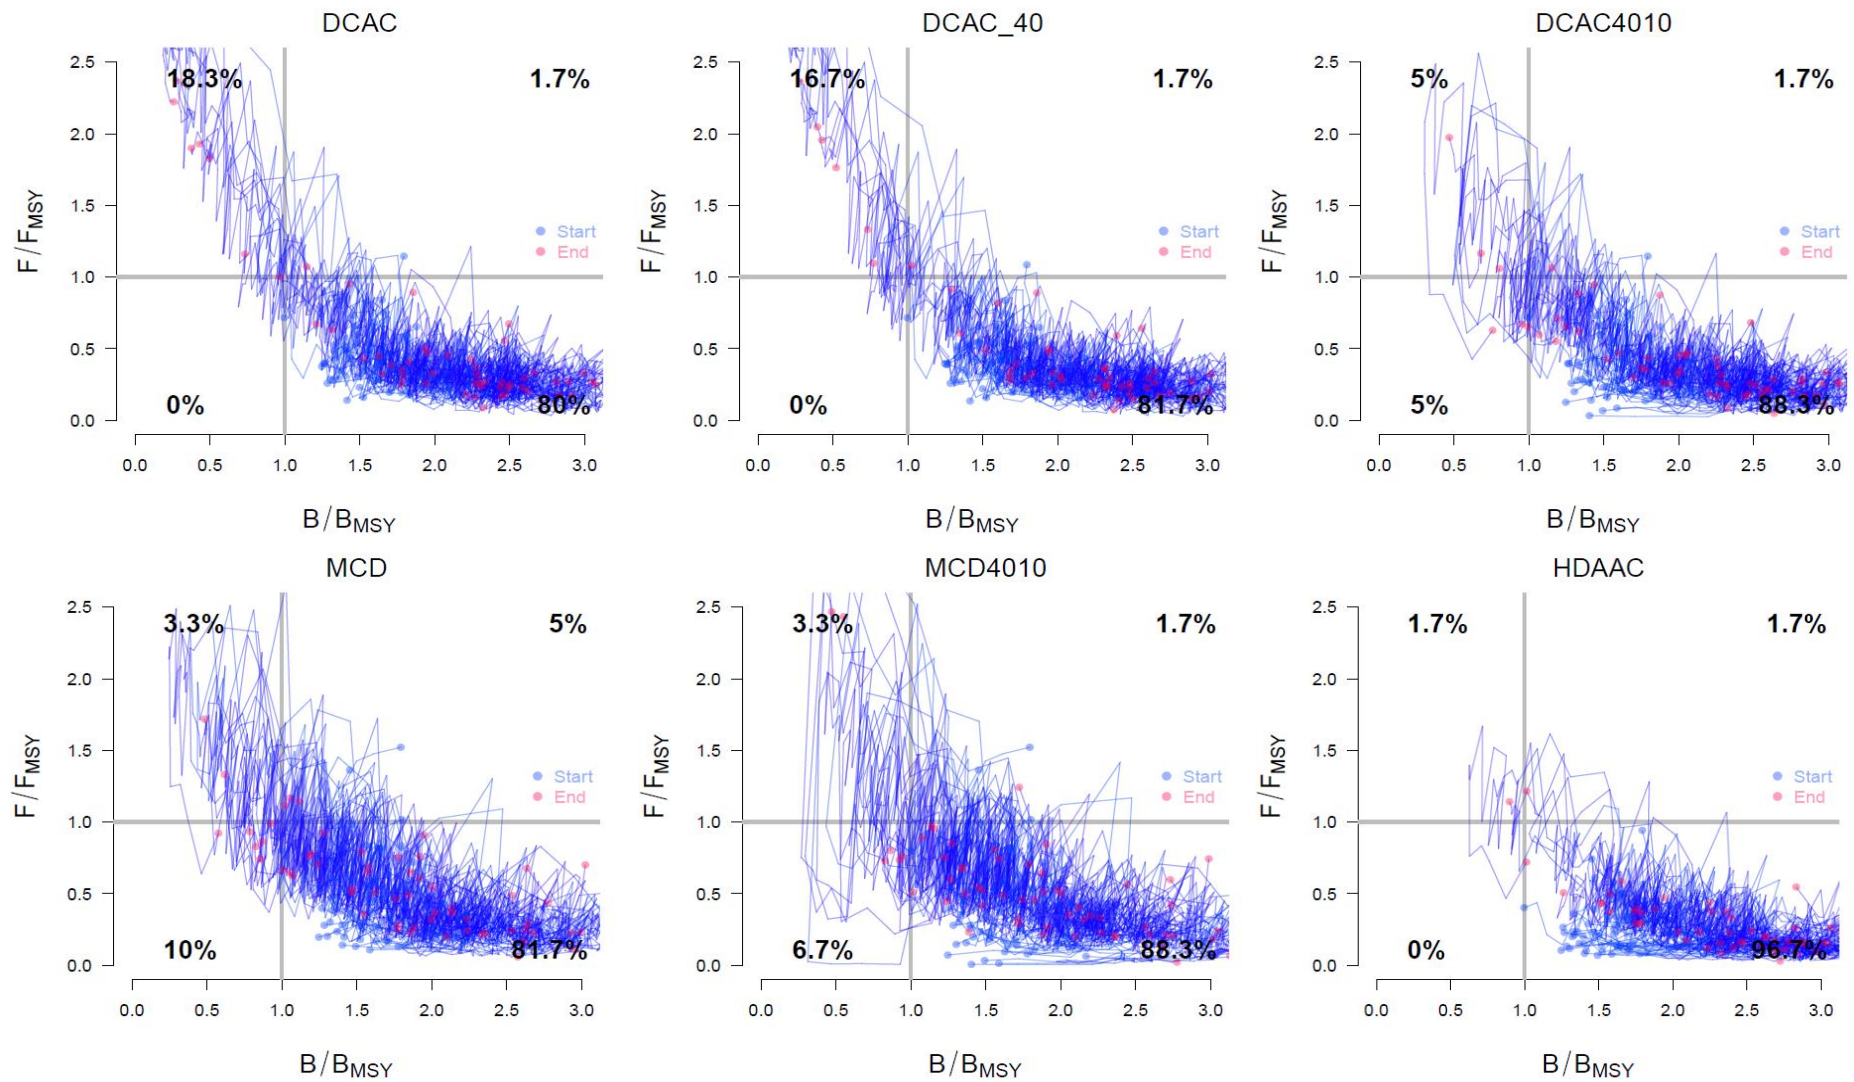 DCAC
DCAC_40
DCAC4010
2.5
18.3%
1.7%
2.0
1.5
Start
End
1.0
0.5
0%
80%
0.0
F/FMSY
0.0 0.5 1.0 1.5 2.0 2.5 3.0
B/BMSY
2.5
16.7%
1.7%
2.0
1.5
Start
End
1.0
0.5
0%
81.7%
0.0
F/FMSY
0.0 0.5 1.0 1.5 2.0 2.5 3.0
B/BMSY
2.5
5%
1.7%
2.0
1.5
Start
End
1.0
0.5
5%
88.3%
0.0
F/FMSY
0.0 0.5 1.0 1.5 2.0 2.5 3.0
B/BMSY
MCD
MCD4010
HDAAC
2.5
3.3%
5%
2.0
1.5
Start
End
1.0
0.5
10%
81.7%
0.0
F/FMSY
0.0 0.5 1.0 1.5 2.0 2.5 3.0
B/BMSY
2.5
3.3%
1.7%
2.0
1.5
Start
End
1.0
0.5
6.7%
88.3%
0.0
F/FMSY
0.0 0.5 1.0 1.5 2.0 2.5 3.0
B/BMSY
2.5
1.7%
1.7%
2.0
1.5
Start
End
1.0
0.5
0%
96.7%
0.0
F/FMSY
0.0 0.5 1.0 1.5 2.0 2.5 3.0
B/BMSY